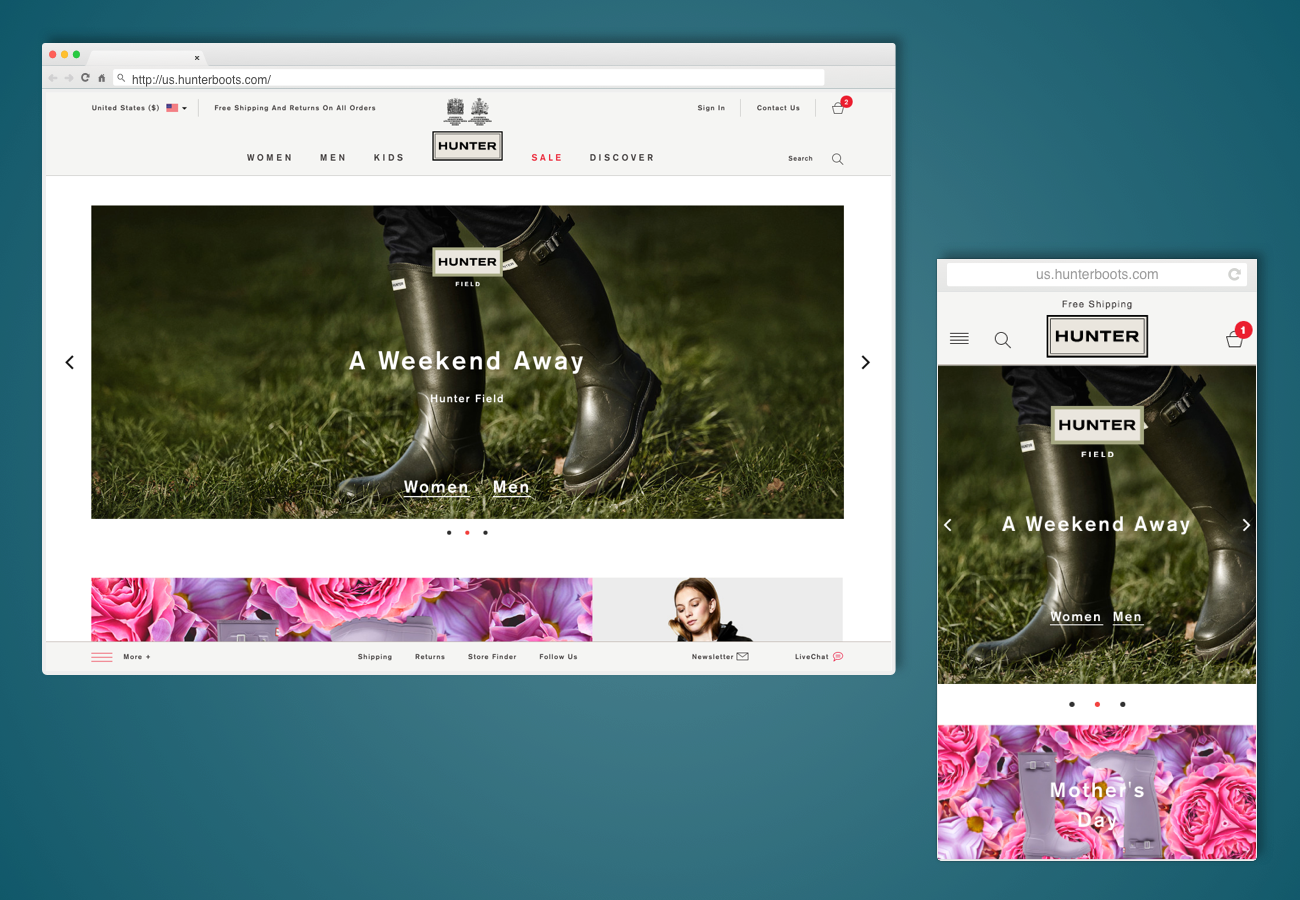 ×
http://us.hunterboots.com/
United States ($)
Free Shipping And Returns On All Orders
Sign In
Contact Us
2
WOMEN
MEN
KIDS
HUNTER
SALE
DISCOVER
Search
HUNTER
FIELD
HUNTER
A Weekend Away
Hunter Field
Women
Men
More +
Shipping
Returns
Store Finder
Follow Us
Newsletter
LiveChat
us.hunterboots.com
Free Shipping
HUNTER
1
HUNTER
FIELD
HUNTER
A Weekend Away
Women
Men
Mother's
Day